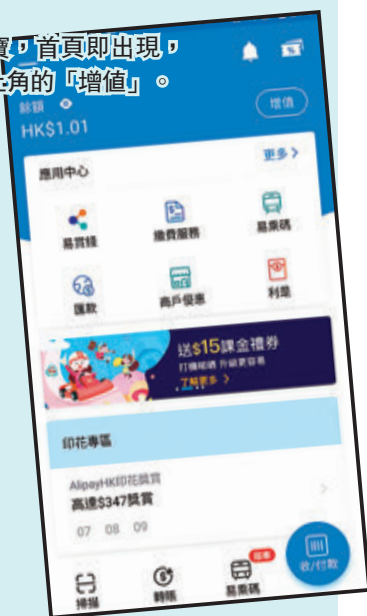 寶，首頁即出現，
角的「增值」。
餘額
HK$1.01
增值
應用中心
更多 >
易賞錢
繳費服務
易乘碼
匯款
商戶優惠
利是
送$15課金禮券
了解更多 >
印花專區
AlipayHK印花獎賞
高達$347獎賞
07 08 09
掃描
轉賬
易乘碼
收/付款